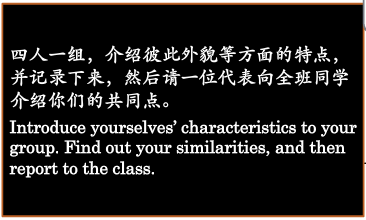 四人一组，介绍彼此外貌等方面的特点，
并记录下来，然后请一位代表向全班同学
介绍你们的共同点。
Introduce yourselves' characteristics to your
group. Find out your similarities, and then
report to the class.